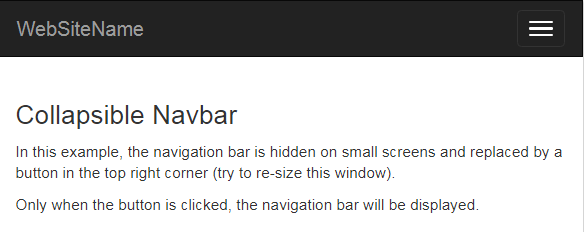 WebSiteName
Collapsible Navbar
In this example, the navigation bar is hidden on small screens and replaced by a
button in the top right corner (try to re-size this window).
Only when the button is clicked, the navigation bar will be displayed.